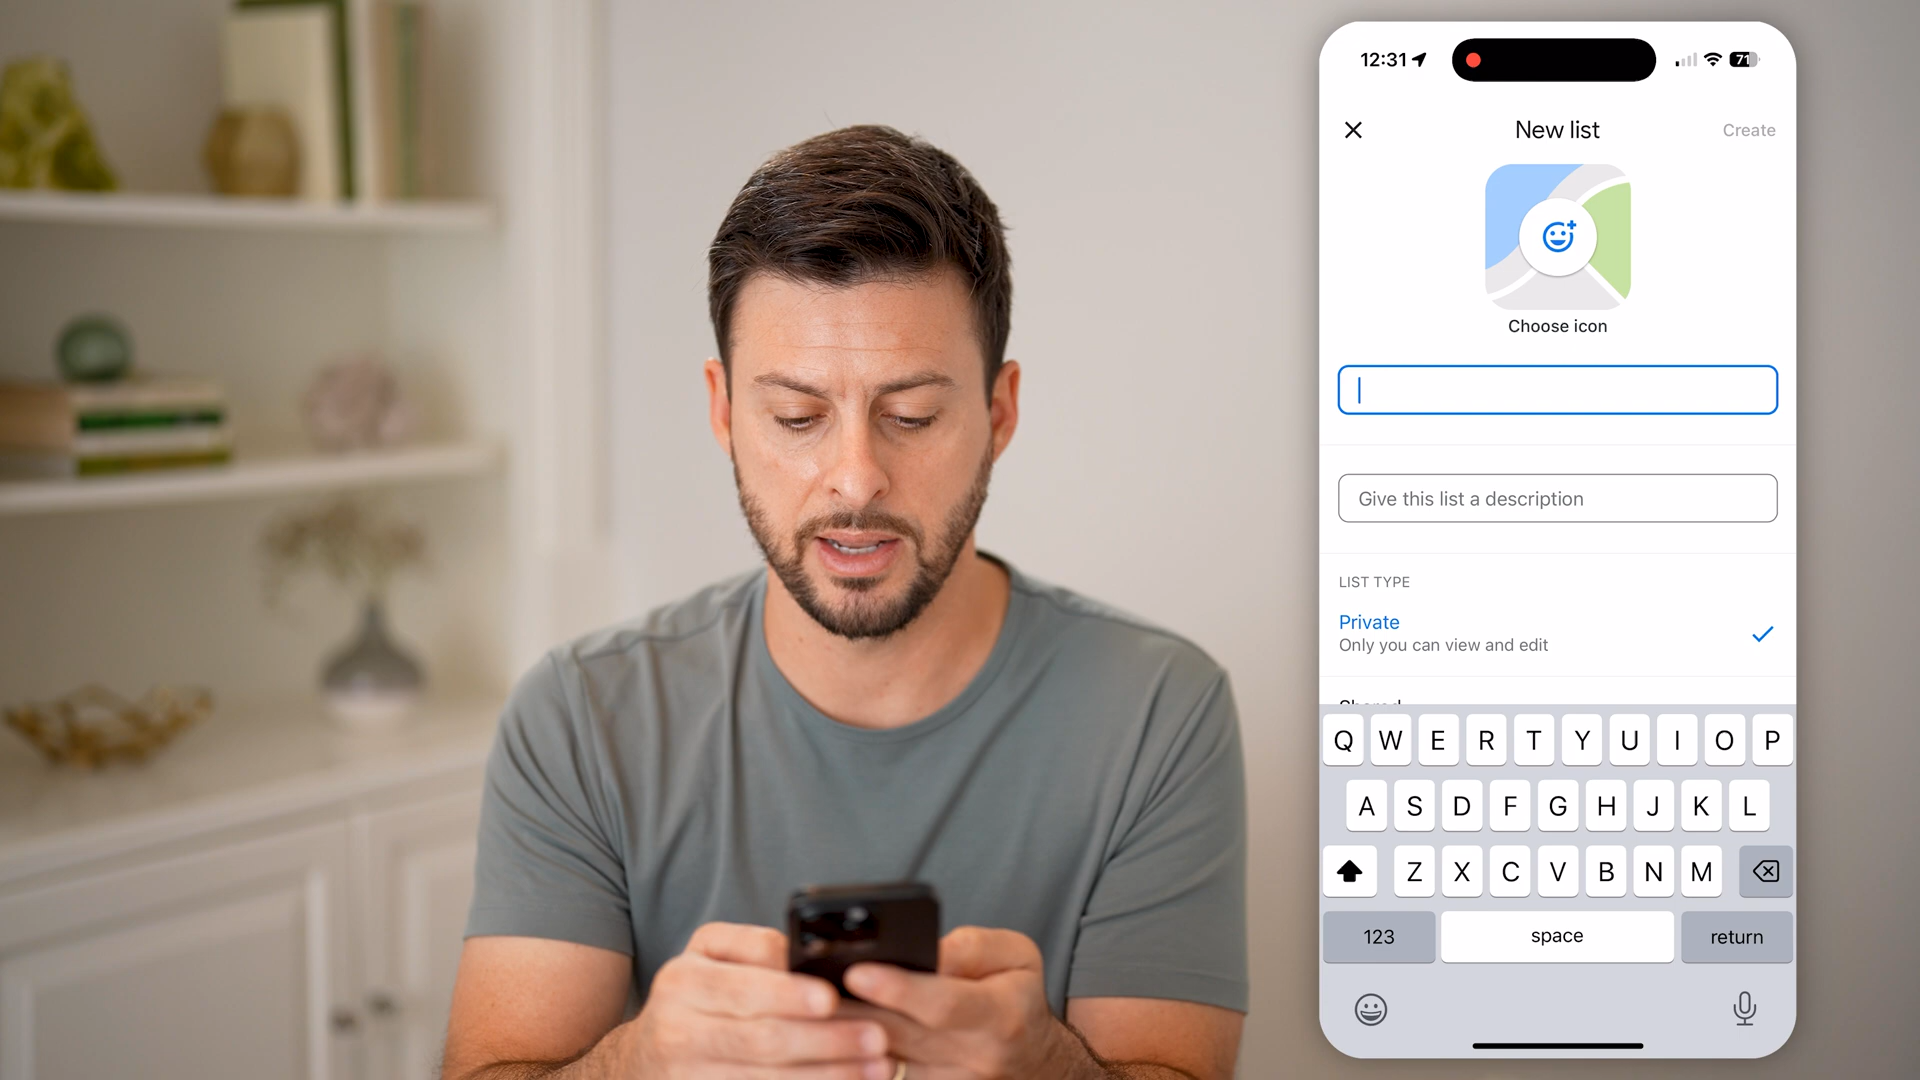 12:31
71
New list
Create
Choose icon
Give this list a description
LIST TYPE
Private
Only you can view and edit
Shared
Q W E R T Y U I O P
A S D F G H J K L
Z X C V B N M
123
space
return